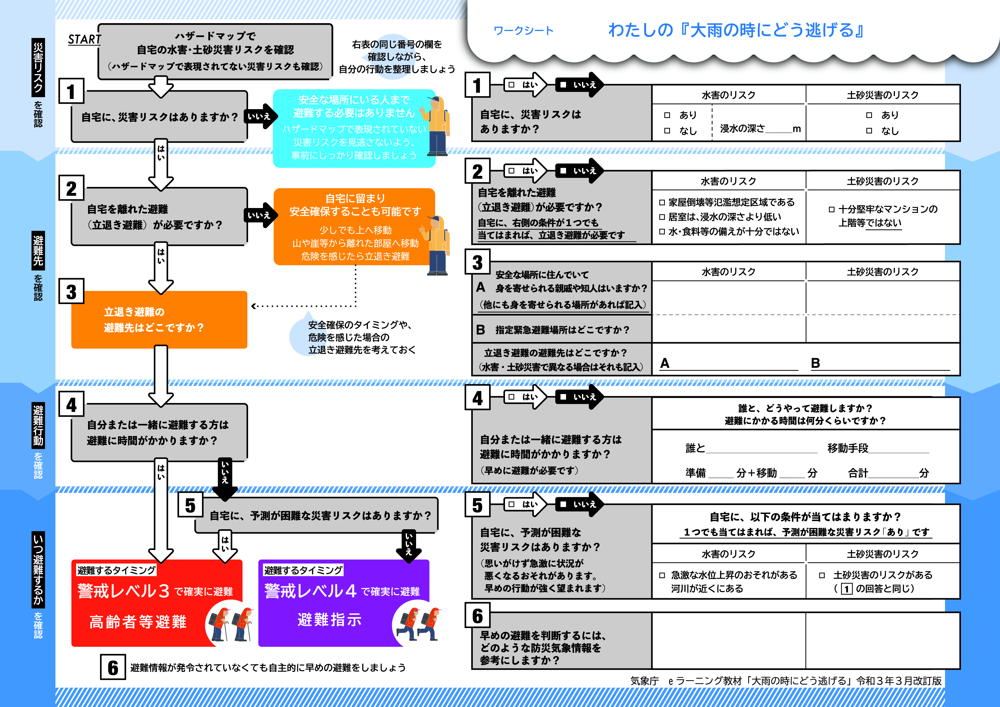 ワークシート
わたしの『大雨の時にどう逃げる』
災害リスク
を確認
START
ハザードマップで
自宅の水害・土砂災害リスクを確認
（ハザードマップで表現されてない災害リスクも確認）
右表の同じ番号の欄を
確認しながら、
自分の行動を整理しましょう
1
自宅に、災害リスクはありますか？
いいえ
安全な場所にいる人まで
避難する必要はありません
ハザードマップで表現されていない
災害リスクを見逃さないよう、
事前にしっかり確認しましょう
はい
避難先
を確認
2
自宅を離れた避難
（立退き避難）が必要ですか？
いいえ
自宅に留まり
安全確保することも可能です
少しでも上へ移動
山や崖等から離れた部屋へ移動
危険を感じたら立退き避難
はい
3
立退き避難の
避難先はどこですか？
安全確保のタイミングや、
危険を感じた場合の
立退き避難先を考えておく
避難行動
を確認
4
自分または一緒に避難する方は
避難に時間がかかりますか？
はい
いいえ
いつ避難するか
を確認
5
自宅に、予測が困難な災害リスクはありますか？
はい
いいえ
避難するタイミング
警戒レベル３ で確実に避難
高齢者等避難
避難するタイミング
警戒レベル４ で確実に避難
避難指示
6
避難情報が発令されていなくても自主的に早めの避難をしましょう
1
□ はい
■ いいえ
自宅に、災害リスクは
ありますか？
水害のリスク
土砂災害のリスク
□ あり
□ なし
浸水の深さ_____m
□ あり
□ なし
2
□ はい
■ いいえ
自宅を離れた避難
（立退き避難）が必要ですか？
自宅に、右側の条件が１つでも
当てはまれば、立退き避難が必要です
水害のリスク
土砂災害のリスク
□ 家屋倒壊等氾濫想定区域である
□ 居室は、浸水の深さより低い
□ 水・食料等の備えが十分ではない
□ 十分堅牢なマンションの
上階等ではない
3
A
安全な場所に住んでいて
身を寄せられる親戚や知人はいますか？
（他にも身を寄せられる場所があれば記入）
水害のリスク
土砂災害のリスク
B 指定緊急避難場所はどこですか？
立退き避難の避難先はどこですか？
（水害・土砂災害で異なる場合はそれも記入）
A
B
4
□ はい
■ いいえ
自分または一緒に避難する方は
避難に時間がかかりますか？
（早めに避難が必要です）
誰と、どうやって避難しますか？
避難にかかる時間は何分くらいですか？
誰と______________________ 移動手段____________
準備 _____ 分＋移動 _____ 分 合計__________分
5
□ はい
■ いいえ
自宅に、予測が困難な
災害リスクはありますか？
（思いがけず急激に状況が
悪くなるおそれがあります。
早めの行動が強く望まれます）
自宅に、以下の条件が当てはまりますか？
１つでも当てはまれば、予測が困難な災害リスク「あり」です
水害のリスク
土砂災害のリスク
□ 急激な水位上昇のおそれがある
河川が近くにある
□ 土砂災害のリスクがある
（ 1 の回答と同じ）
6
早めの避難を判断するには、
どのような防災気象情報を
参考にしますか？
気象庁 e ラーニング教材「大雨の時にどう逃げる」令和３年３月改訂版